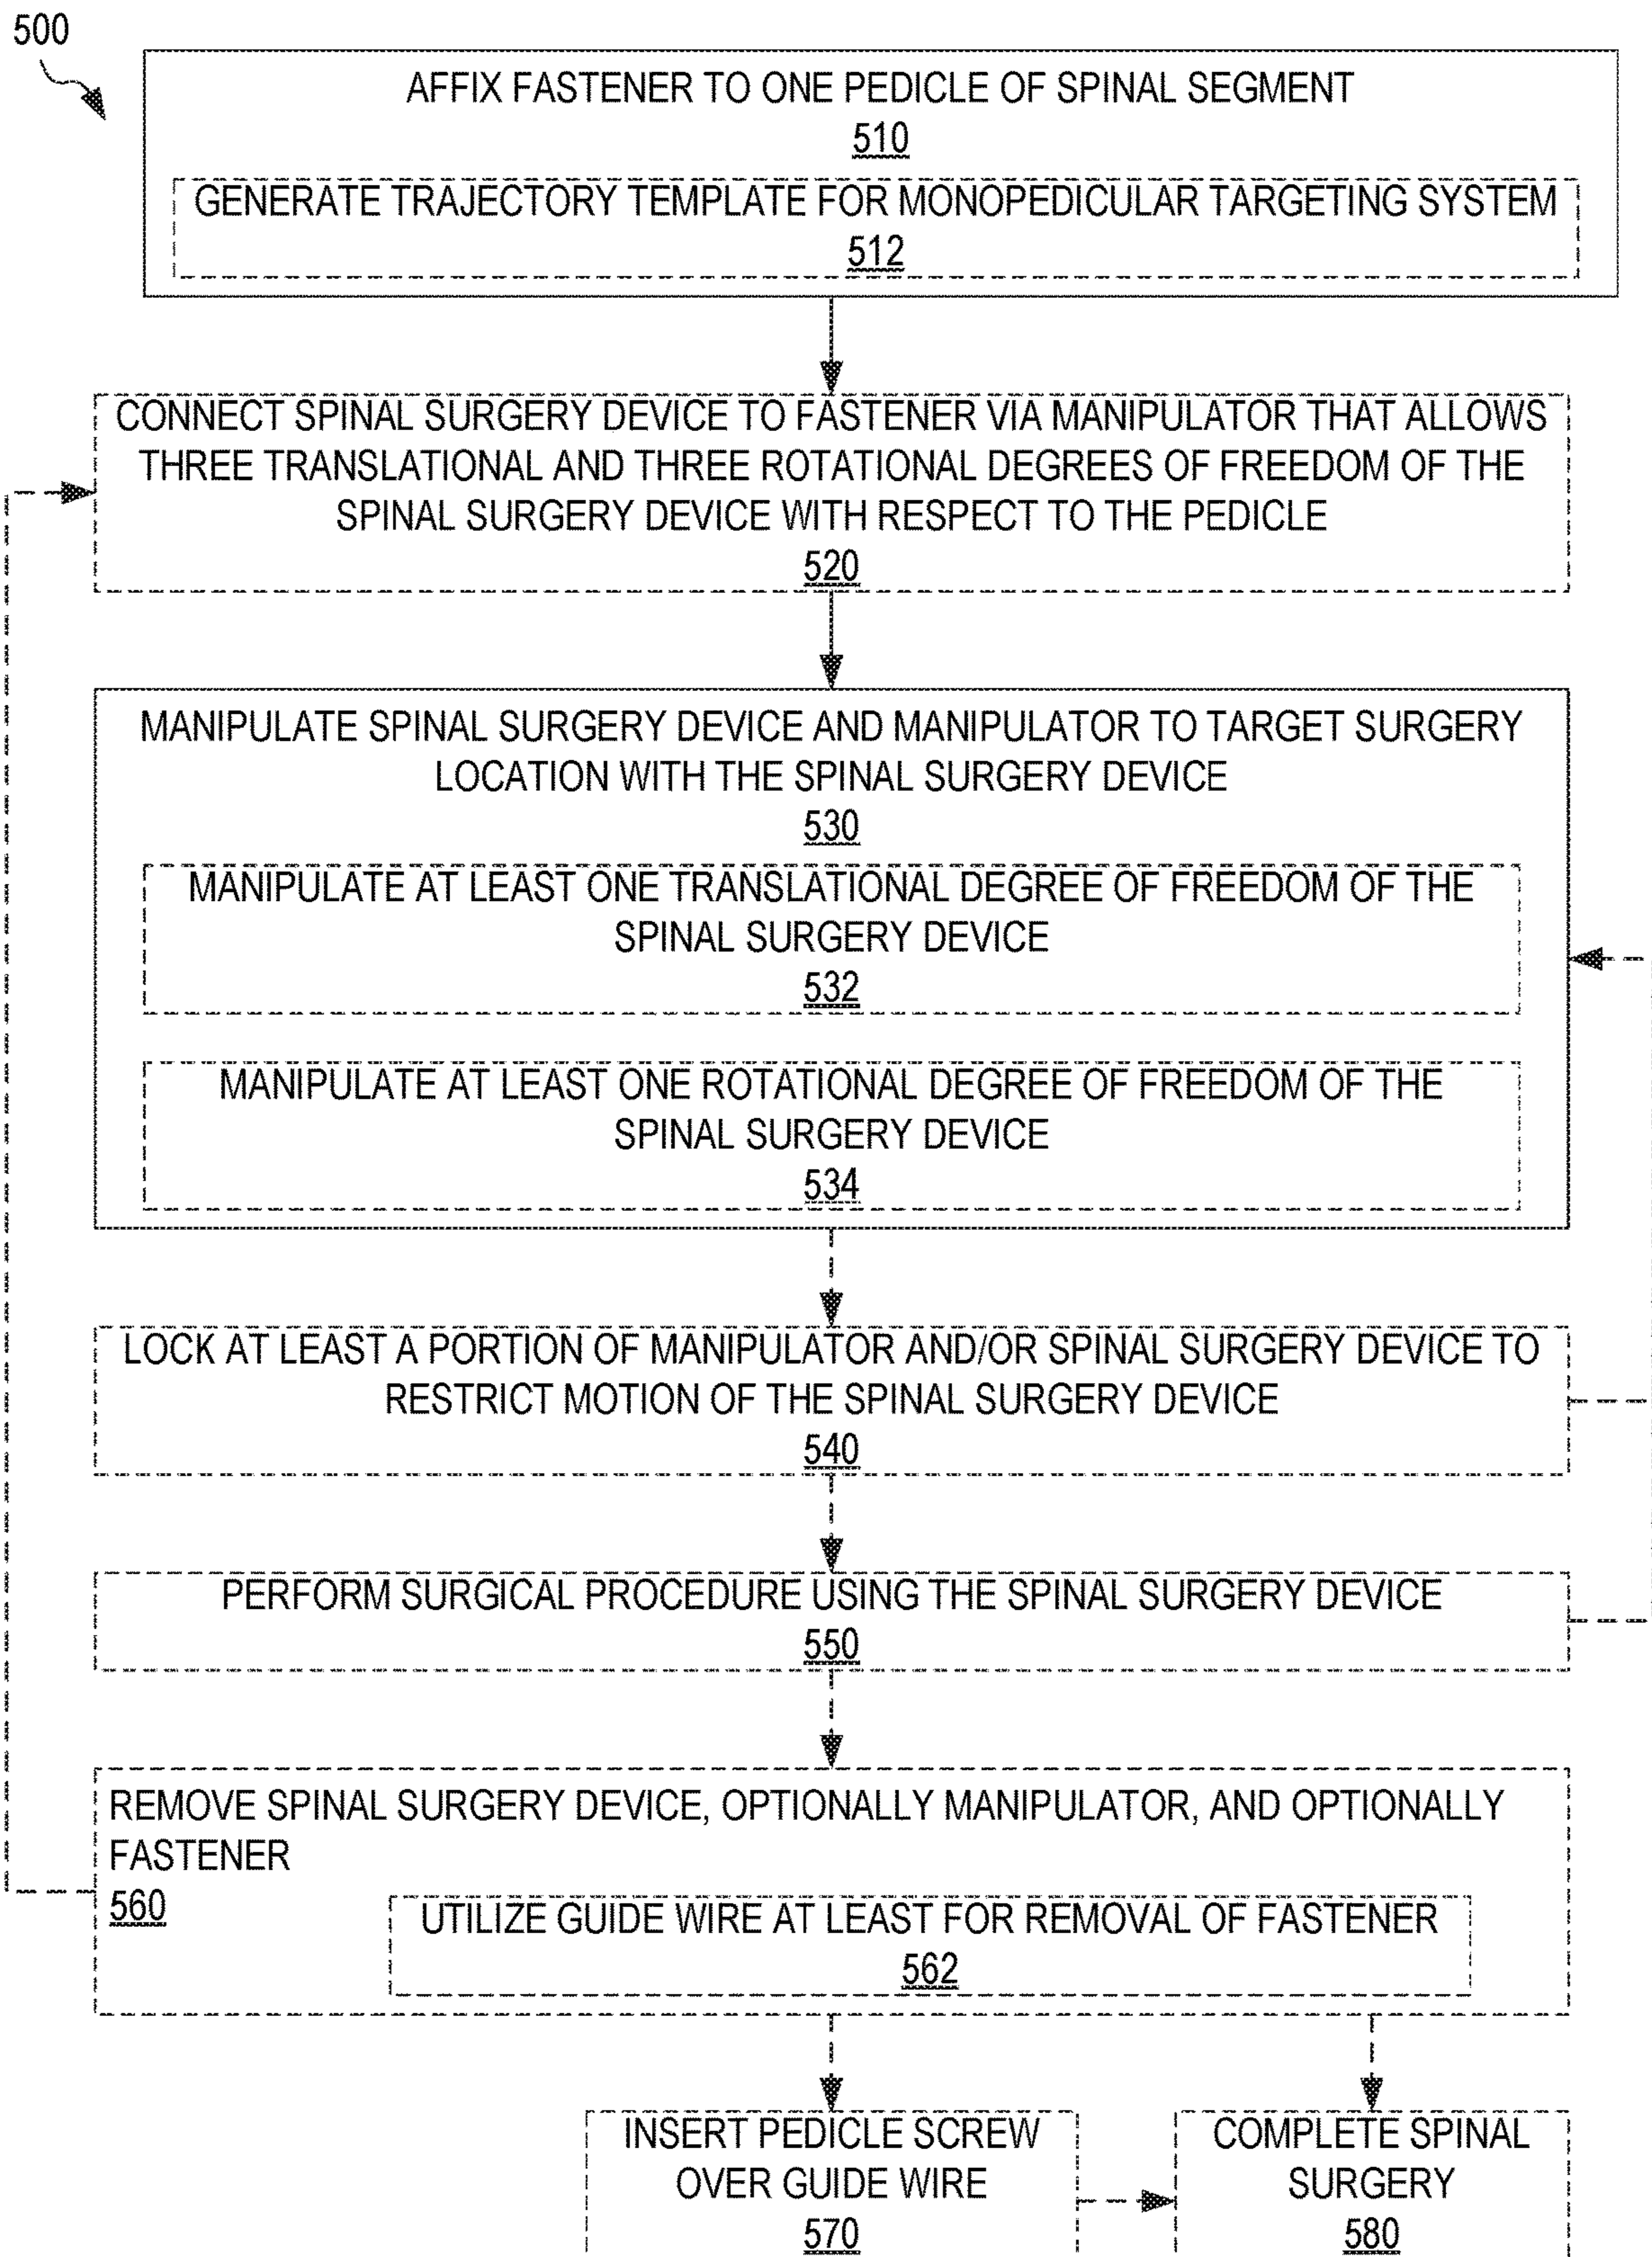 500
AFFIX FASTENER TO ONE PEDICLE OF SPINAL SEGMENT
510
GENERATE TRAJECTORY TEMPLATE FOR MONOPEDICULAR TARGETING SYSTEM
512
CONNECT SPINAL SURGERY DEVICE TO FASTENER VIA MANIPULATOR THAT ALLOWS
THREE TRANSLATIONAL AND THREE ROTATIONAL DEGREES OF FREEDOM OF THE
SPINAL SURGERY DEVICE WITH RESPECT TO THE PEDICLE
520
MANIPULATE SPINAL SURGERY DEVICE AND MANIPULATOR TO TARGET SURGERY
LOCATION WITH THE SPINAL SURGERY DEVICE
530
MANIPULATE AT LEAST ONE TRANSLATIONAL DEGREE OF FREEDOM OF THE
SPINAL SURGERY DEVICE
532
MANIPULATE AT LEAST ONE ROTATIONAL DEGREE OF FREEDOM OF THE
SPINAL SURGERY DEVICE
534
LOCK AT LEAST A PORTION OF MANIPULATOR AND/OR SPINAL SURGERY DEVICE TO
RESTRICT MOTION OF THE SPINAL SURGERY DEVICE
540
PERFORM SURGICAL PROCEDURE USING THE SPINAL SURGERY DEVICE
550
REMOVE SPINAL SURGERY DEVICE, OPTIONALLY MANIPULATOR, AND OPTIONALLY
FASTENER
560
UTILIZE GUIDE WIRE AT LEAST FOR REMOVAL OF FASTENER
562
INSERT PEDICLE SCREW
OVER GUIDE WIRE
570
COMPLETE SPINAL
SURGERY
580